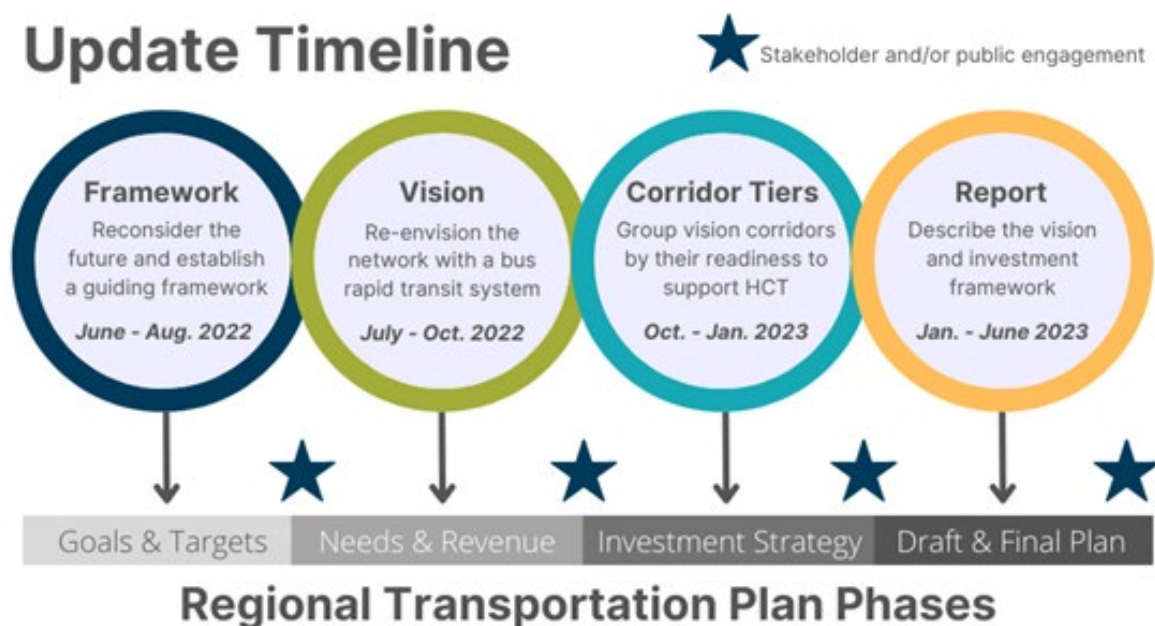 Update Timeline
Stakeholder and/or public engagement
Framework
Reconsider the
future and establish
a guiding framework
June - Aug. 2022
Vision
Re-envision the
network with a bus
rapid transit system
July - Oct. 2022
Corridor Tiers
Group vision corridors
by their readiness to
support HCT
Oct. - Jan. 2023
Report
Describe the vision
and investment
framework
Jan. - June 2023
Goals & Targets
Needs & Revenue
Investment Strategy
Draft & Final Plan
Regional Transportation Plan Phases